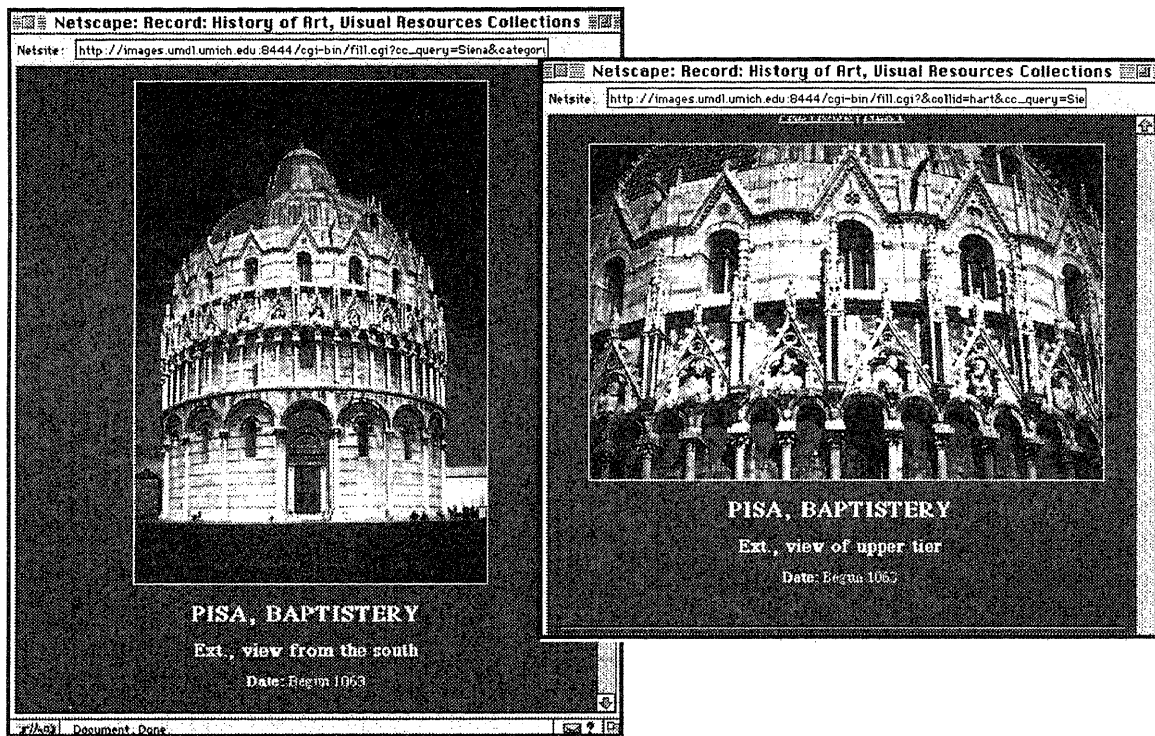 Netscape: Record: History of Art, Visual Resources Collections
Netsite: http://images.umdl.umich.edu:8444/cgi-bin/fill.cgi?cc_query=Siena&category
PISA, BAPTISTERY
Ext., view from the south
Date: Begun 1063
Document: Done.
?
Netscape: Record: History of Art, Visual Resources Collections
Netsite: http://images.umdl.umich.edu:8444/cgi-bin/fill.cgi?&collid=hart&cc_query=Sie
PISA, BAPTISTERY
Ext., view of upper tier
Date: Begun 1063